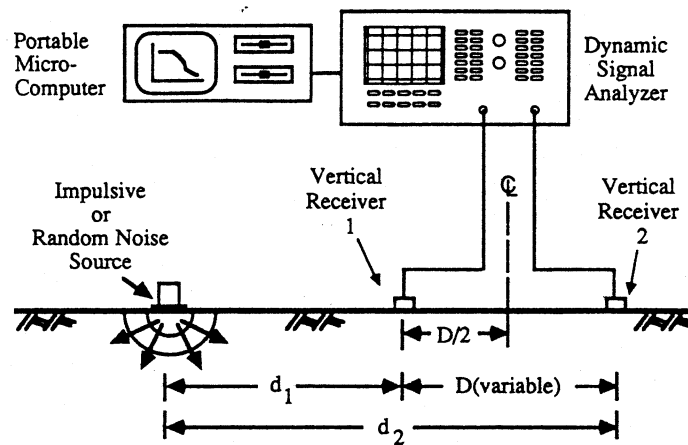 Portable
Micro-
Computer
Dynamic
Signal
Analyzer
Impulsive
or
Random Noise
Source
Vertical
Receiver
1
℄
Vertical
Receiver
2
D/2
d₁
D(variable)
d₂